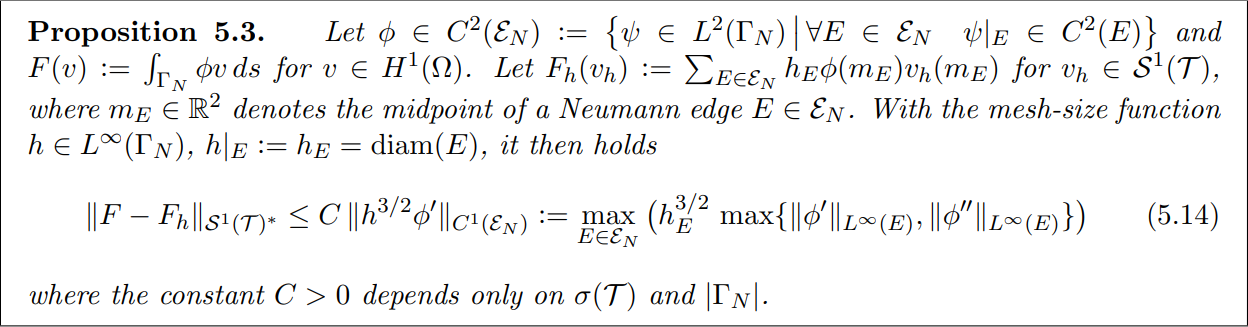 Proposition 5.3. Let ϕ ∈ C²(ℰ_N) := {ψ ∈ L²(Γ_N) | ∀E ∈ ℰ_N ψ|_E ∈ C²(E)} and
F(v) := ∫_{Γ_N} ϕv ds for v ∈ H¹(Ω). Let F_h(v_h) := ∑_{E∈ℰ_N} h_Eϕ(m_E)v_h(m_E) for v_h ∈ 𝒮¹(𝒯),
where m_E ∈ ℝ² denotes the midpoint of a Neumann edge E ∈ ℰ_N. With the mesh-size function
h ∈ L^∞(Γ_N), h|_E := h_E = diam(E), it then holds
‖F − F_h‖_{𝒮¹(𝒯)*} ≤ C ‖h^{3/2}ϕ′‖_{C¹(ℰ_N)} := max_{E∈ℰ_N} (h_E^{3/2} max{‖ϕ′‖_{L^∞(E)}, ‖ϕ″‖_{L^∞(E)}}) (5.14)
where the constant C > 0 depends only on σ(𝒯) and |Γ_N|.